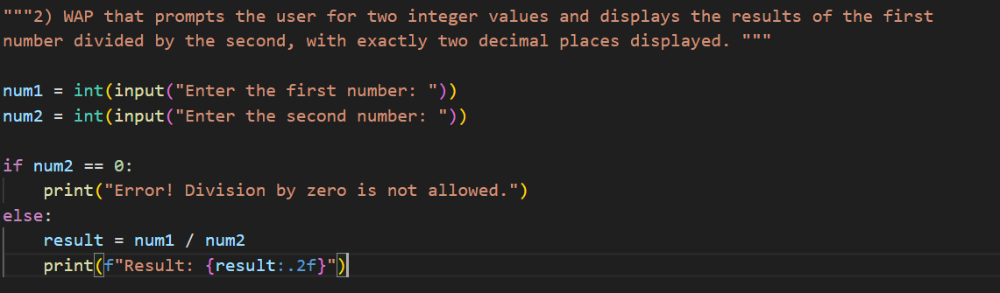 """2) WAP that prompts the user for two integer values and displays the results of the first
number divided by the second, with exactly two decimal places displayed. """
num1 = int(input("Enter the first number: "))
num2 = int(input("Enter the second number: "))
if num2 == 0:
    print("Error! Division by zero is not allowed.")
else:
    result = num1 / num2
    print(f"Result: {result:.2f}")